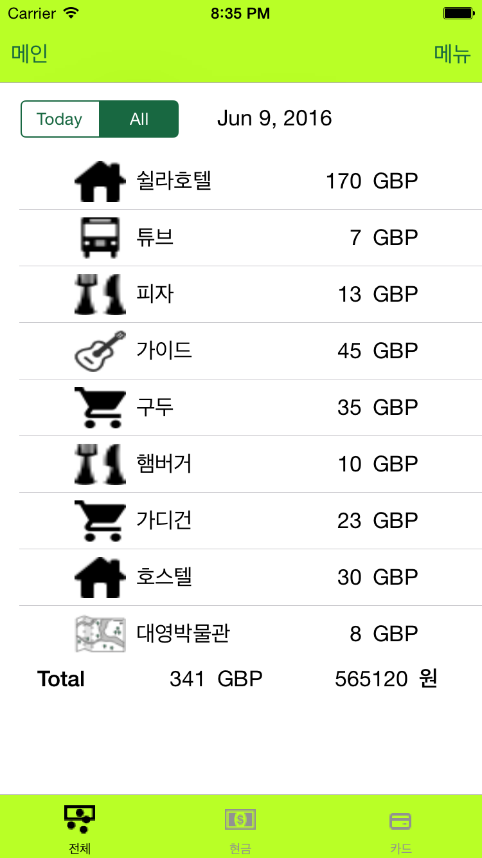 Carrier 8:35 PM
메인 메뉴
Today All Jun 9, 2016
쉴라호텔 170 GBP
튜브 7 GBP
피자 13 GBP
가이드 45 GBP
구두 35 GBP
햄버거 10 GBP
가디건 23 GBP
호스텔 30 GBP
대영박물관 8 GBP
Total 341 GBP 565120 원
전체 현금 카드